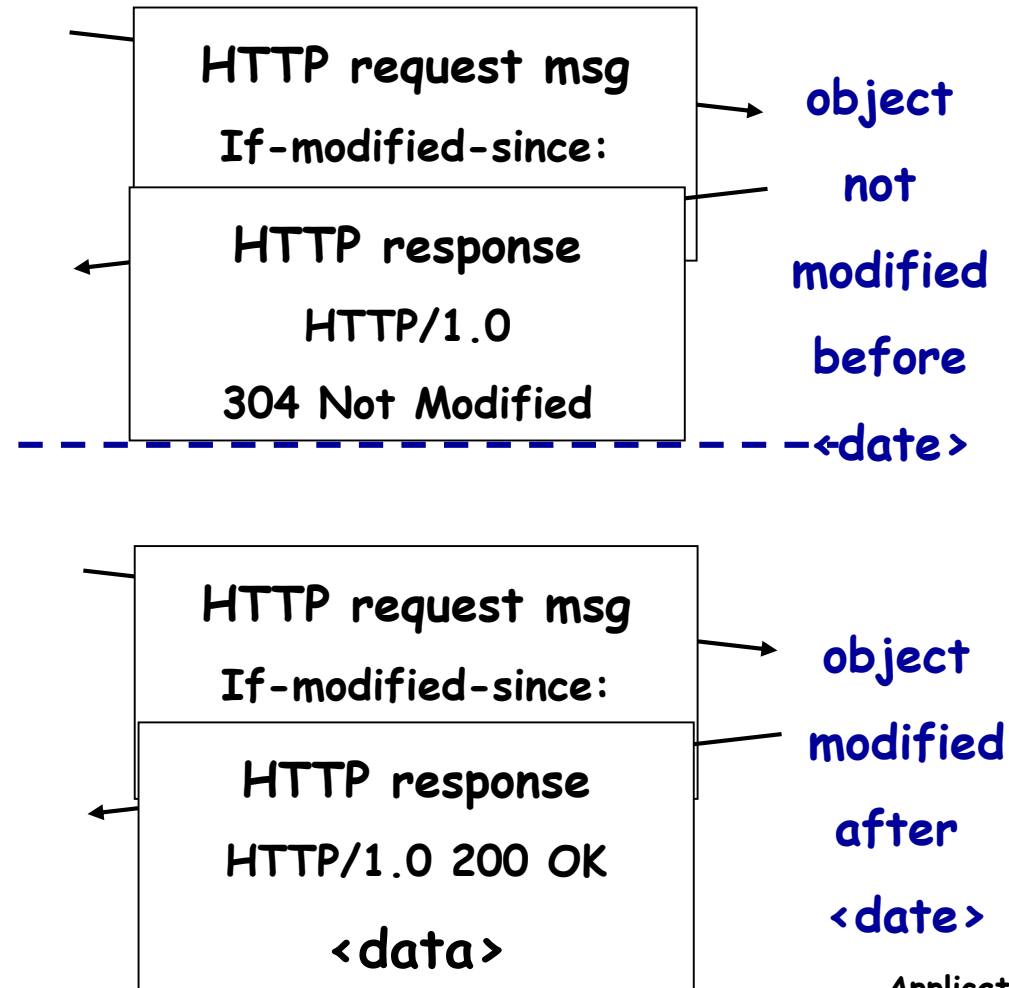 HTTP request msg
If-modified-since:
HTTP response
HTTP/1.0
304 Not Modified
object
not
modified
before
<date>
HTTP request msg
If-modified-since:
HTTP response
HTTP/1.0 200 OK
<data>
object
modified
after
<date>